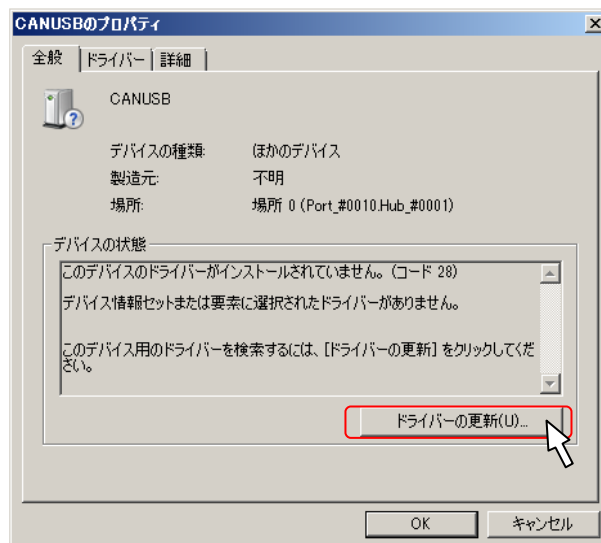 CANUSBのプロパティ
全般 ドライバー 詳細
CANUSB
デバイスの種類: ほかのデバイス
製造元: 不明
場所: 場所 0 (Port_#0010.Hub_#0001)
デバイスの状態
このデバイスのドライバーがインストールされていません。(コード 28)
デバイス情報セットまたは要素に選択されたドライバーがありません。
このデバイス用のドライバーを検索するには、[ドライバーの更新] をクリックしてくだ
さい。
ドライバーの更新(U)...
OK キャンセル